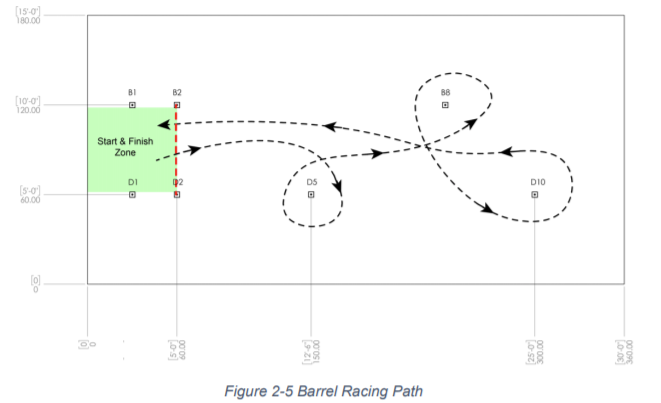 [15'-0"]
180.00
B1
B2
B8
[10'-0"]
120.00
Start & Finish
Zone
[5'-0"]
60.00
D1
D2
D5
D10
[0]
0
[0]
0
[5'-0"]
60.00
[12'-6"]
150.00
[25'-0"]
300.00
[30'-0"]
360.00
Figure 2-5 Barrel Racing Path